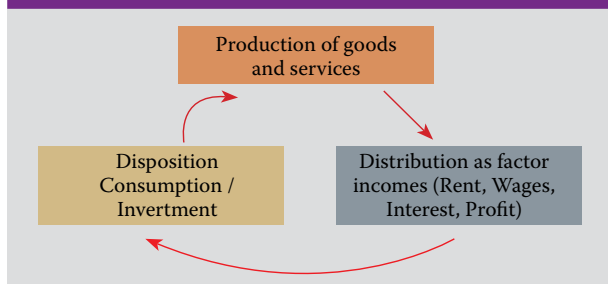 Production of goods
and services
Disposition
Consumption /
Invertment
Distribution as factor
incomes (Rent, Wages,
Interest, Profit)